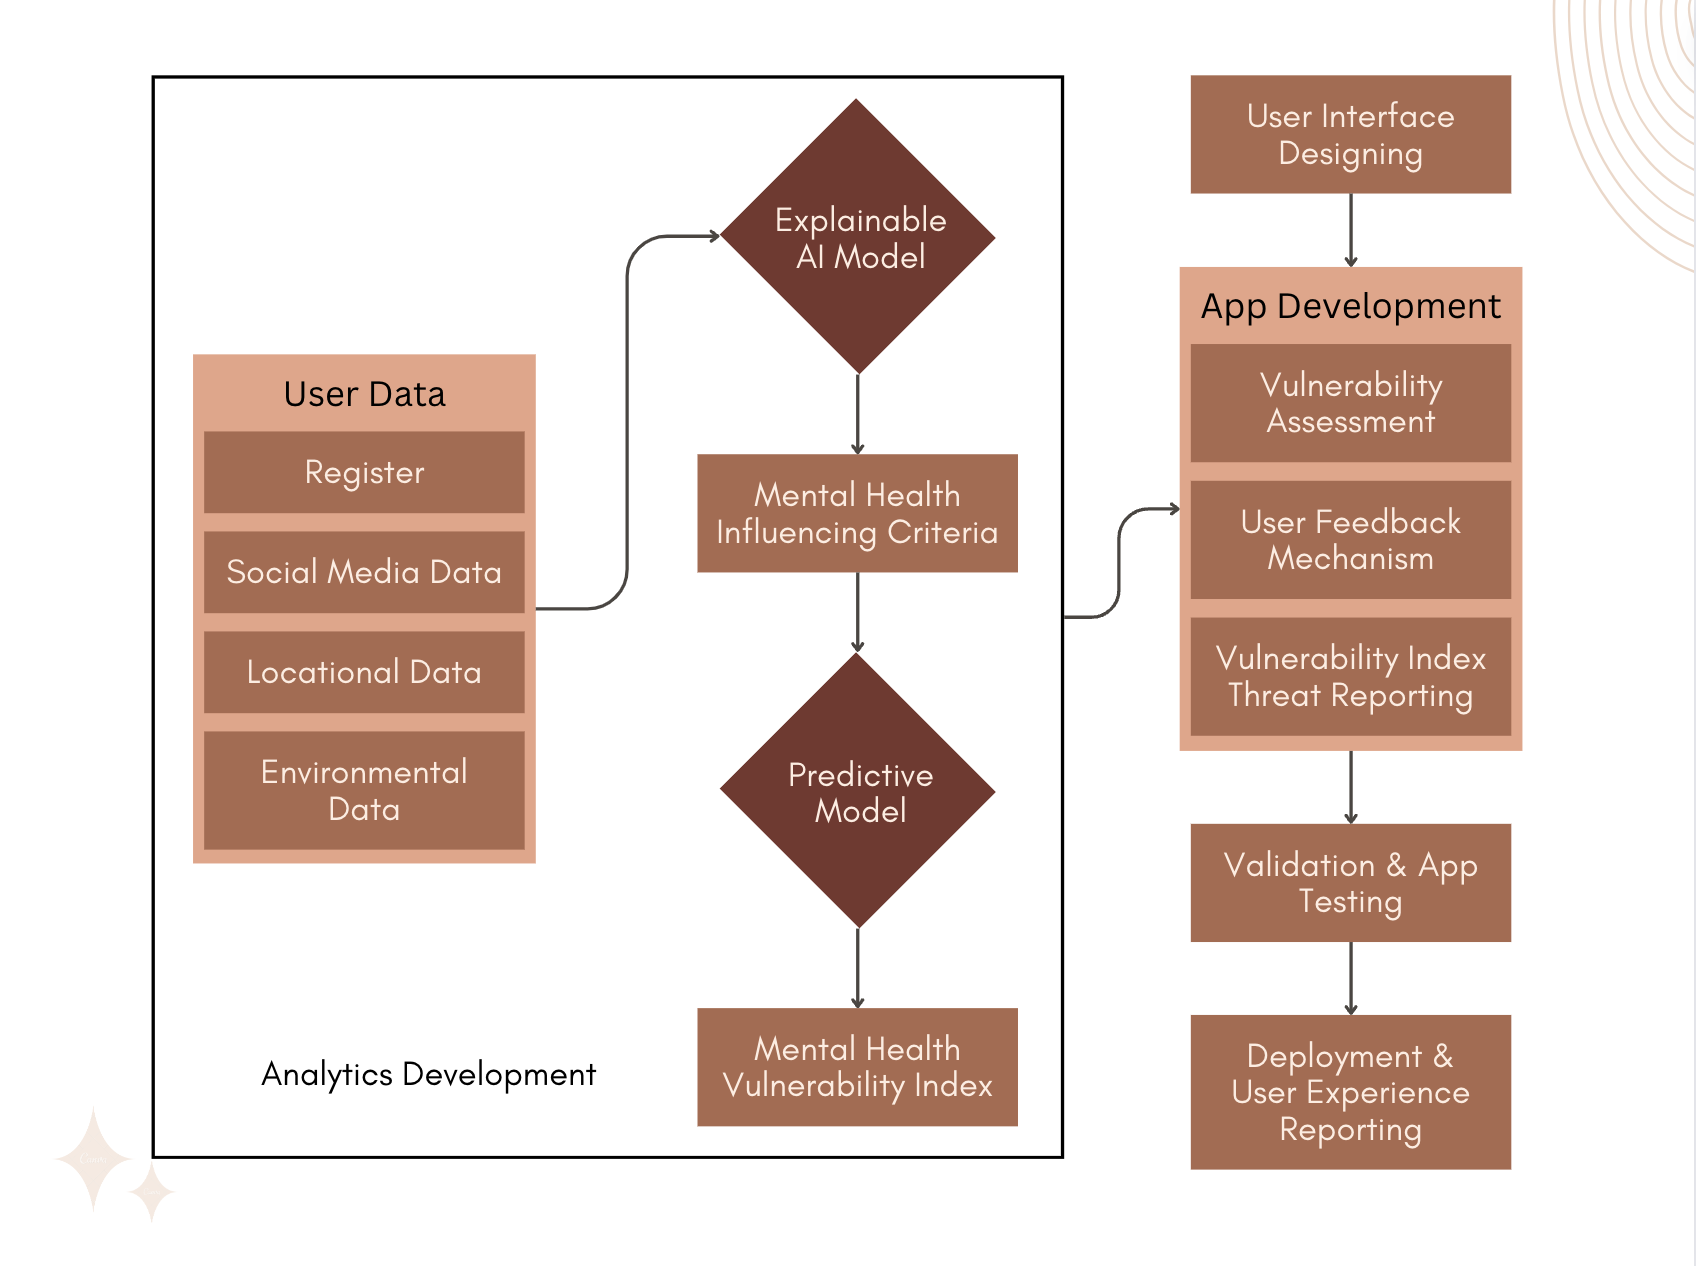 User Data
Register
Social Media Data
Locational Data
Environmental
Data
Analytics Development
Explainable
AI Model
Mental Health
Influencing Criteria
Predictive
Model
Mental Health
Vulnerability Index
User Interface
Designing
App Development
Vulnerability
Assessment
User Feedback
Mechanism
Vulnerability Index
Threat Reporting
Validation & App
Testing
Deployment &
User Experience
Reporting